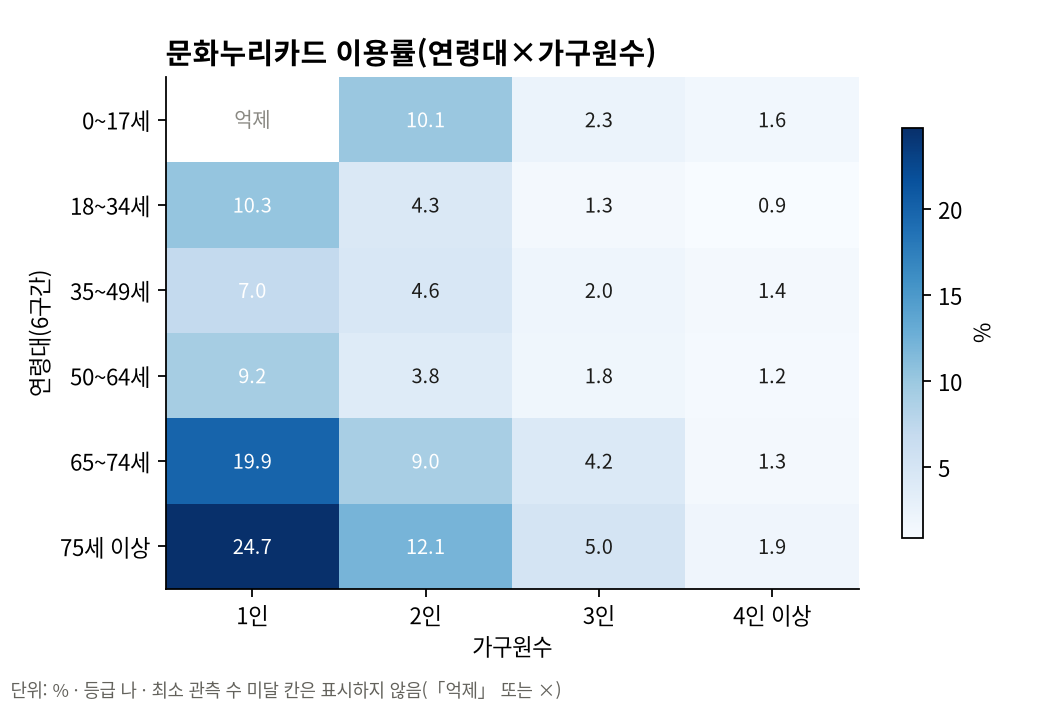 문화누리카드 이용률(연령대×가구원수)
연령대(6구간)
0~17세 억제 10.1 2.3 1.6
18~34세 10.3 4.3 1.3 0.9
35~49세 7.0 4.6 2.0 1.4
50~64세 9.2 3.8 1.8 1.2
65~74세 19.9 9.0 4.2 1.3
75세 이상 24.7 12.1 5.0 1.9
1인 2인 3인 4인 이상
가구원수
20
15
10
5
%
단위: % · 등급 나 · 최소 관측 수 미달 칸은 표시하지 않음(「억제」 또는 ×)